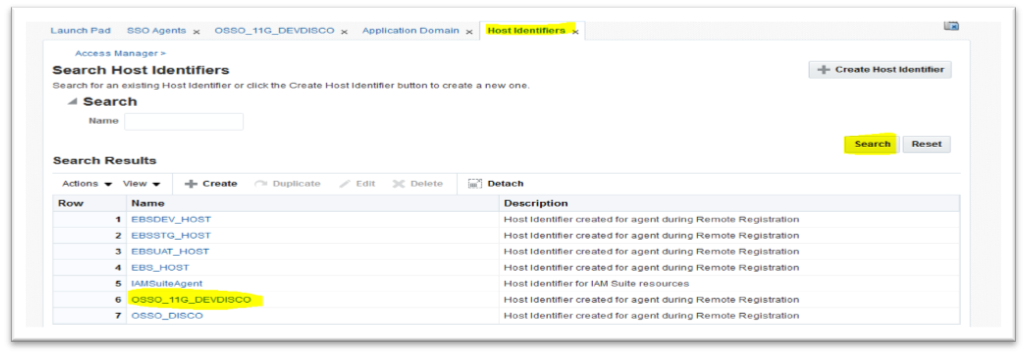 Launch Pad SSO Agents x OSSO_11G_DEVDISCO x Application Domain x Host Identifiers x
Access Manager >
Search Host Identifiers
Create Host Identifier
Search for an existing Host Identifier or click the Create Host Identifier button to create a new one.
Search
Name
Search Reset
Search Results
Actions View Create Duplicate Edit Delete Detach
Row Name Description
1 EBSDEV_HOST Host Identifier created for agent during Remote Registration
2 EBSSTG_HOST Host Identifier created for agent during Remote Registration
3 EBSUAT_HOST Host Identifier created for agent during Remote Registration
4 EBS_HOST Host Identifier created for agent during Remote Registration
5 IAMSuiteAgent Host Identifier for IAM Suite resources
6 OSSO_11G_DEVDISCO Host Identifier created for agent during Remote Registration
7 OSSO_DISCO Host Identifier created for agent during Remote Registration